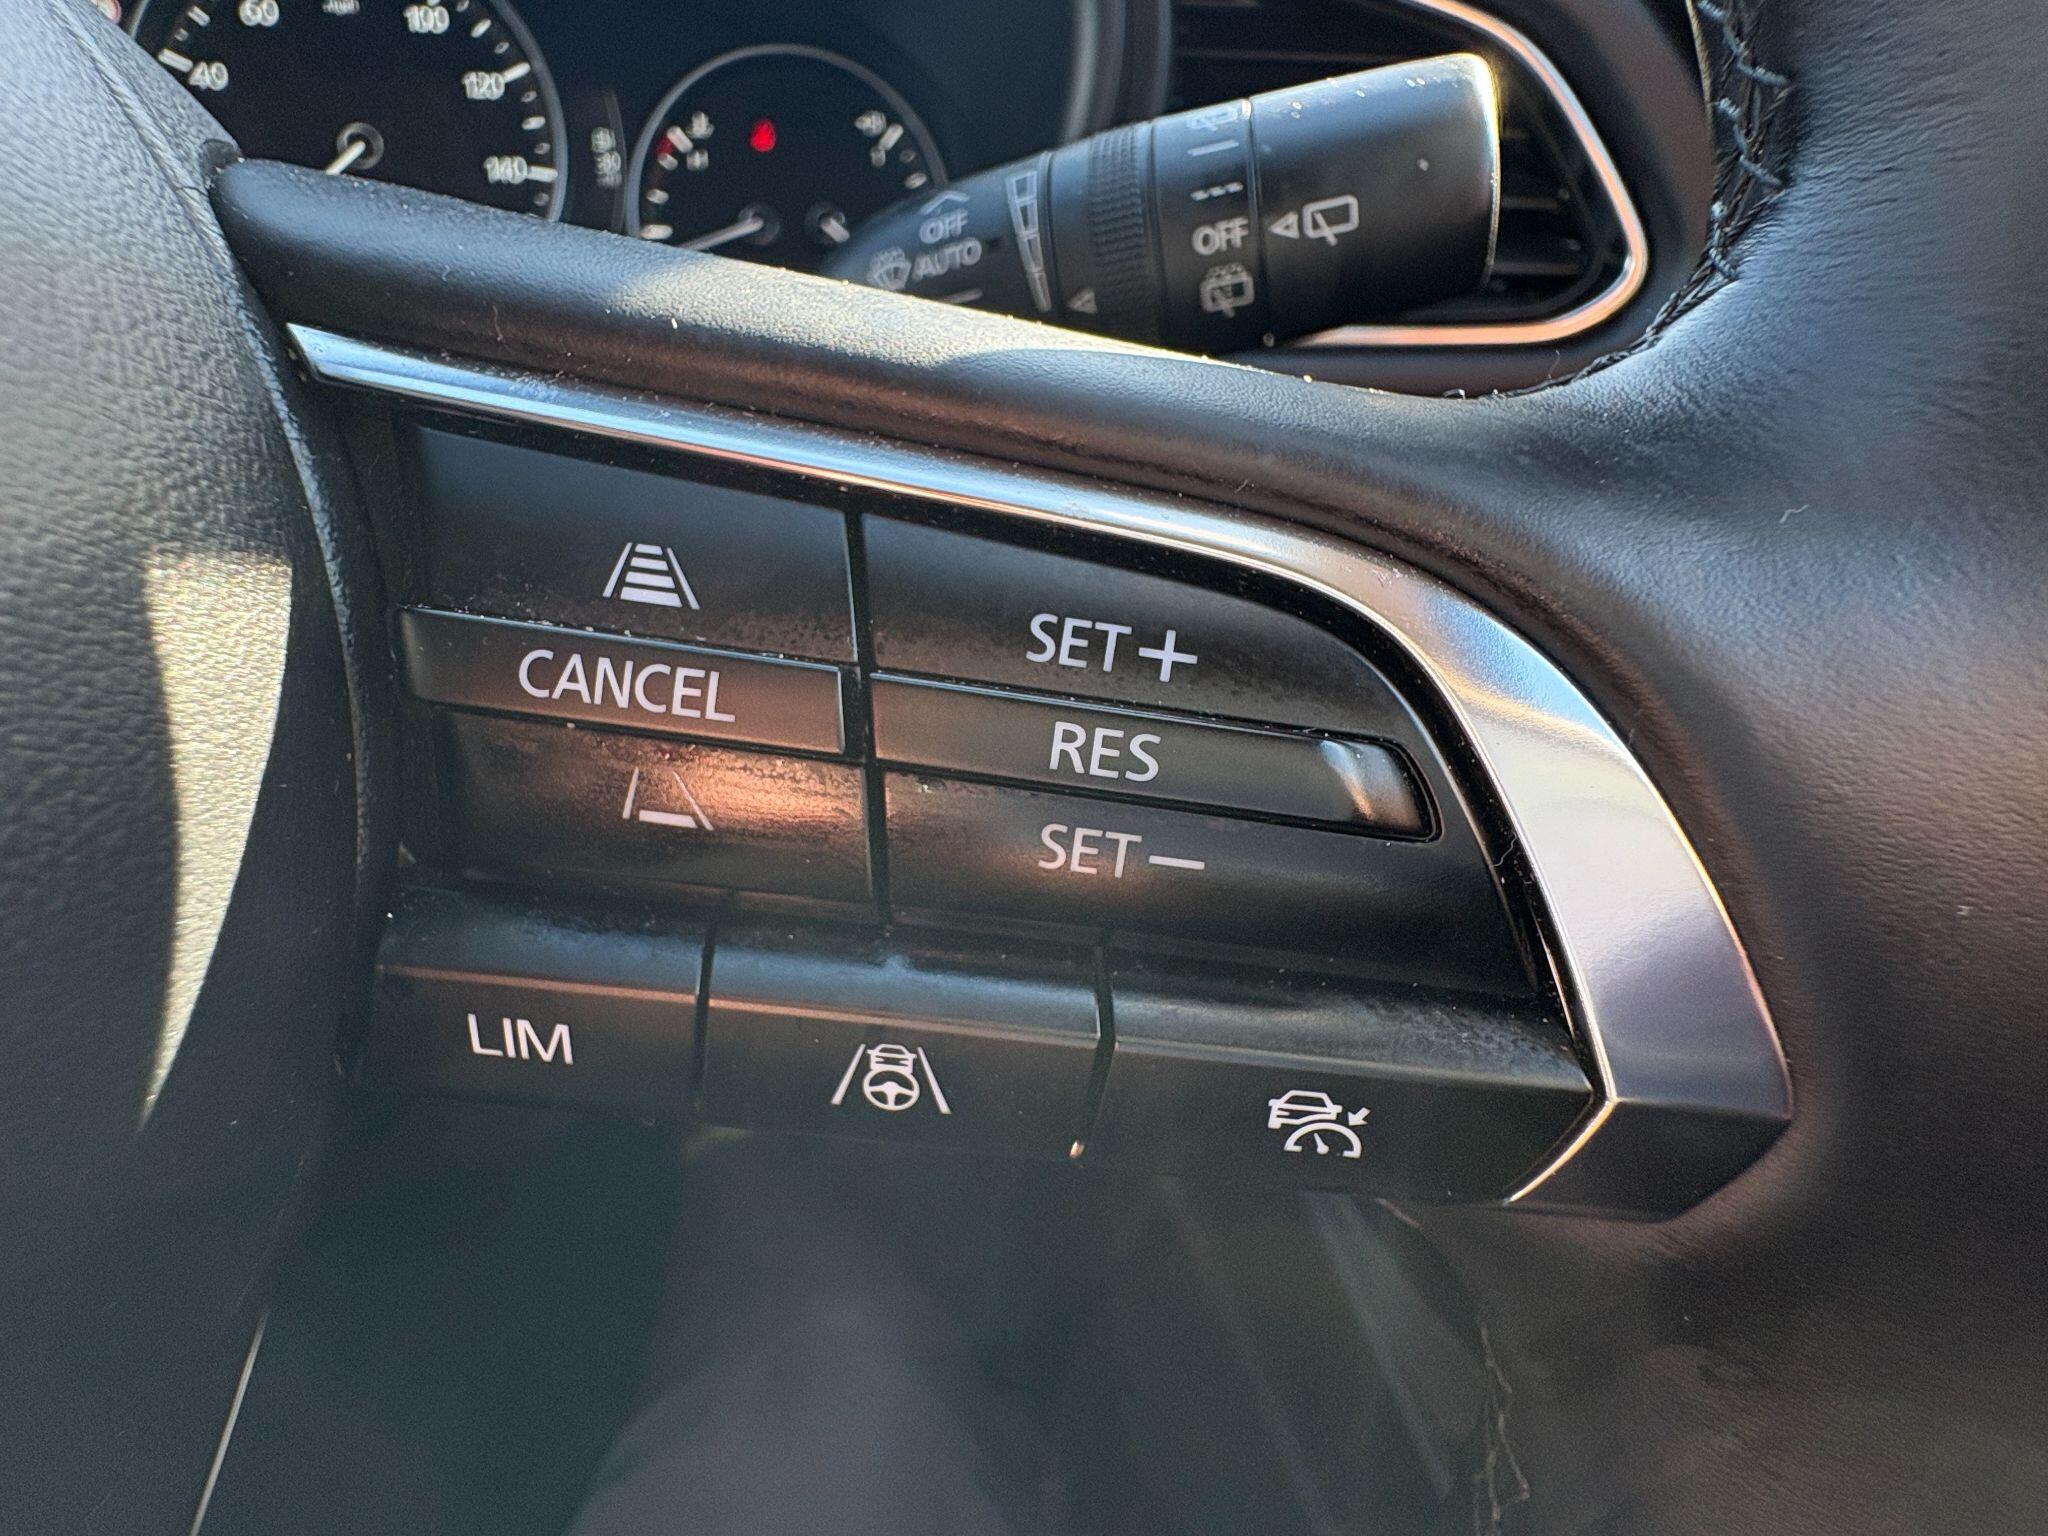 60
100
40
120
140
OFF
AUTO
OFF
SET+
CANCEL
RES
SET−
LIM